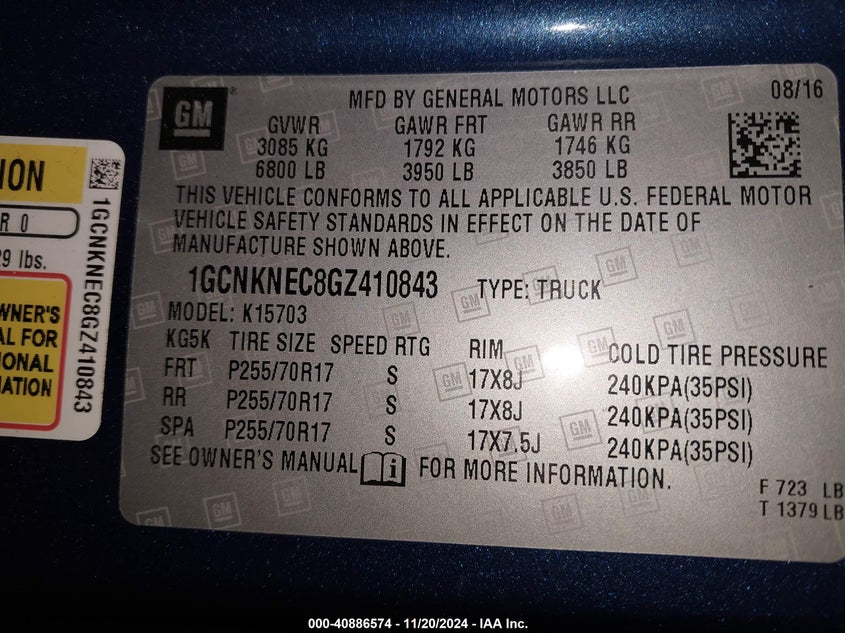 GM
®
MFD BY GENERAL MOTORS LLC
08/16
GVWR GAWR FRT GAWR RR
3085 KG 1792 KG 1746 KG
6800 LB 3950 LB 3850 LB
THIS VEHICLE CONFORMS TO ALL APPLICABLE U.S. FEDERAL MOTOR
VEHICLE SAFETY STANDARDS IN EFFECT ON THE DATE OF
MANUFACTURE SHOWN ABOVE.
1GCNKNEC8GZ410843 TYPE: TRUCK
MODEL: K15703
KG5K TIRE SIZE SPEED RTG RIM COLD TIRE PRESSURE
FRT P255/70R17 S 17X8J 240KPA(35PSI)
RR P255/70R17 S 17X8J 240KPA(35PSI)
SPA P255/70R17 S 17X7.5J 240KPA(35PSI)
SEE OWNER'S MANUAL i FOR MORE INFORMATION.
F 723 LB
T 1379 LB
ION
R 0
9 lbs.
WNER'S
AL FOR
IONAL
MATION
1GCNKNEC8GZ410843
000-40886574 - 11/20/2024 - IAA Inc.